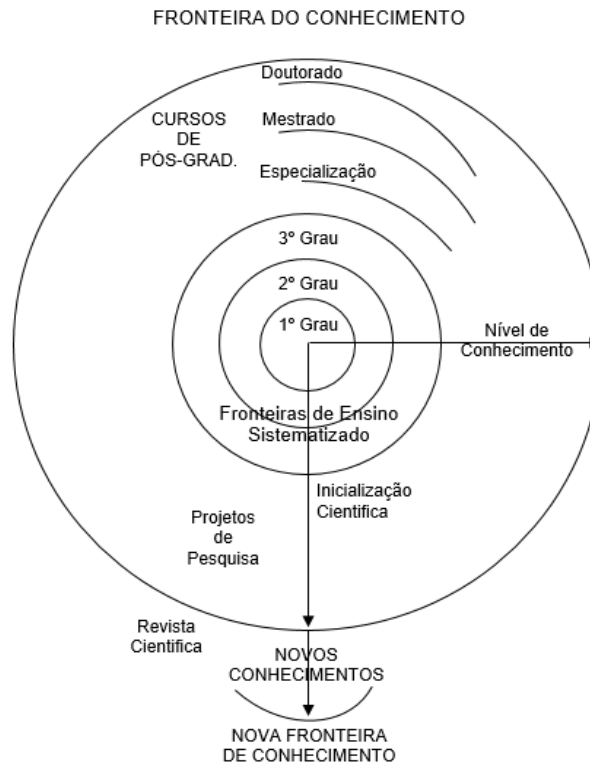 FRONTEIRA DO CONHECIMENTO
Doutorado
CURSOS
DE
PÓS-GRAD.
Mestrado
Especialização
3º Grau
2º Grau
1º Grau
Nível de
Conhecimento
Fronteiras de Ensino
Sistematizado
Inicialização
Cientifica
Projetos
de
Pesquisa
Revista
Cientifica
NOVOS
CONHECIMENTOS
NOVA FRONTEIRA
DE CONHECIMENTO